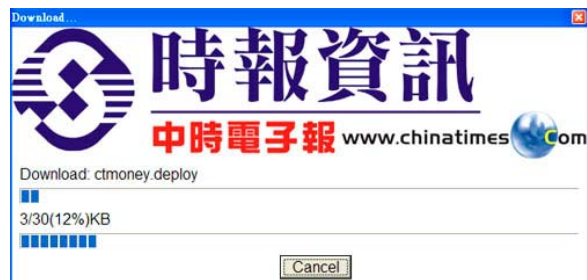 Download...
時報資訊
中時電子報 www.chinatimes.com
Download: ctmoney.deploy
3/30(12%)KB
Cancel